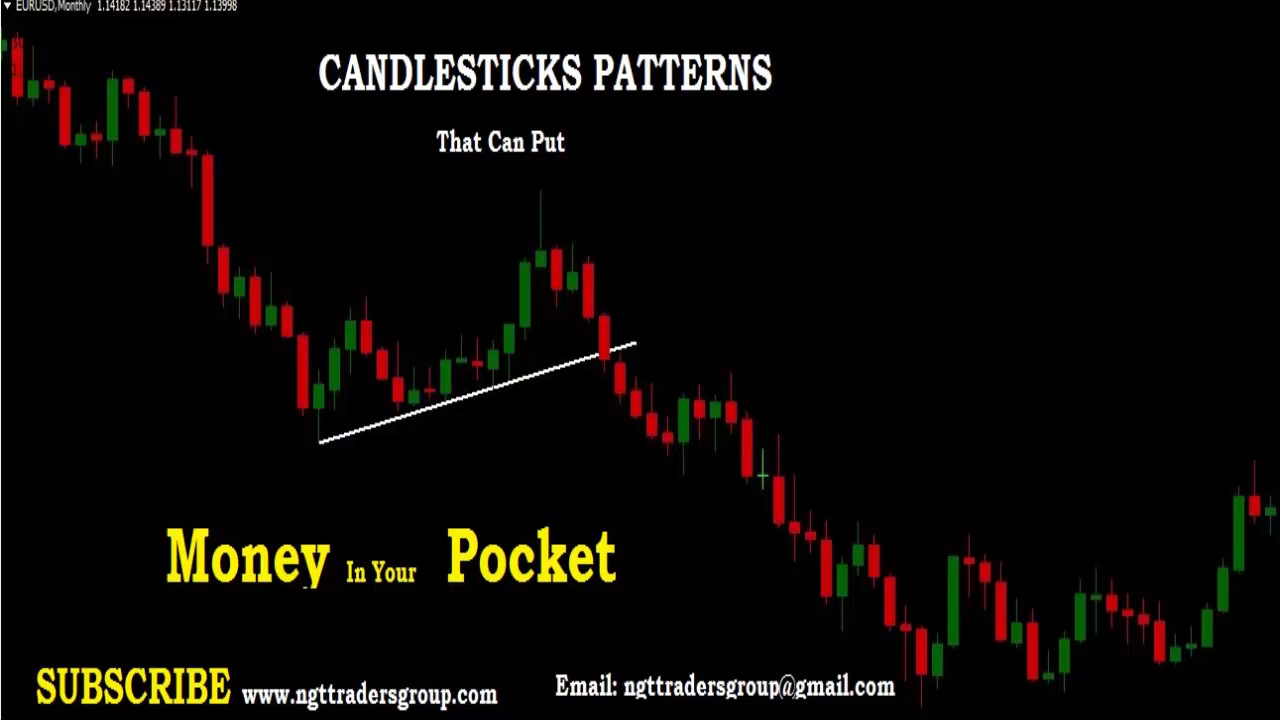 EURUSD,Monthly 1.14182 1.14389 1.13117 1.13998
CANDLESTICKS PATTERNS
That Can Put
Money In Your Pocket
SUBSCRIBE www.ngttradersgroup.com Email: ngttradersgroup@gmail.com